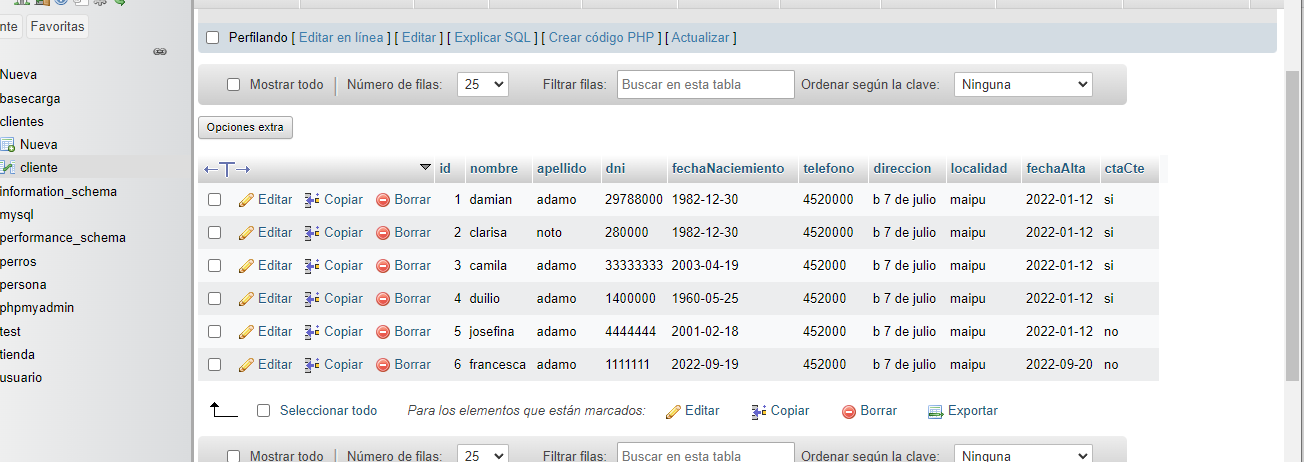 nte Favoritas
Nueva
basecarga
clientes
Nueva
cliente
information_schema
mysql
performance_schema
perros
persona
phpmyadmin
test
tienda
usuario
Perfilando [ Editar en línea ] [ Editar ] [ Explicar SQL ] [ Crear código PHP ] [ Actualizar ]
Mostrar todo | Número de filas: 25 Filtrar filas: Buscar en esta tabla Ordenar según la clave: Ninguna
Opciones extra
←T→ id nombre apellido dni fechaNaciemiento telefono direccion localidad fechaAlta ctaCte
Editar Copiar Borrar 1 damian adamo 29788000 1982-12-30 4520000 b 7 de julio maipu 2022-01-12 si
Editar Copiar Borrar 2 clarisa noto 280000 1982-12-30 4520000 b 7 de julio maipu 2022-01-12 si
Editar Copiar Borrar 3 camila adamo 33333333 2003-04-19 452000 b 7 de julio maipu 2022-01-12 si
Editar Copiar Borrar 4 duilio adamo 1400000 1960-05-25 452000 b 7 de julio maipu 2022-01-12 si
Editar Copiar Borrar 5 josefina adamo 4444444 2001-02-18 452000 b 7 de julio maipu 2022-01-12 no
Editar Copiar Borrar 6 francesca adamo 1111111 2022-09-19 452000 b 7 de julio maipu 2022-09-20 no
Seleccionar todo Para los elementos que están marcados: Editar Copiar Borrar Exportar
Mostrar todo | Número de filas: 25 Filtrar filas: Buscar en esta tabla Ordenar según la clave: Ninguna